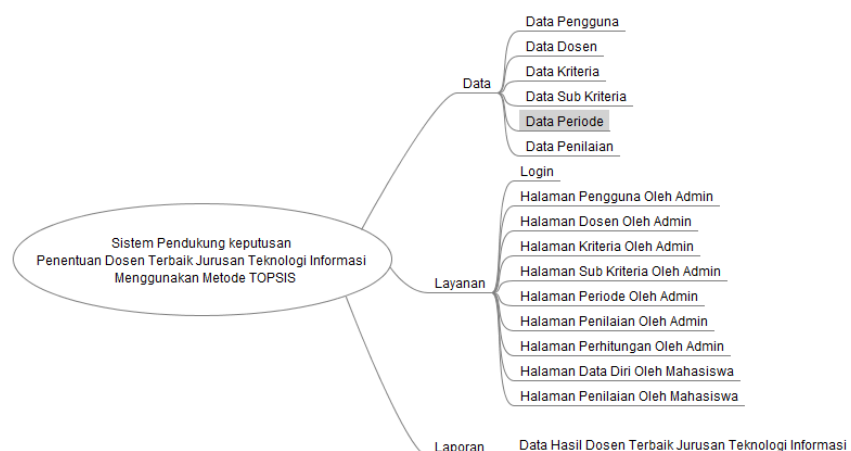 Sistem Pendukung keputusan
Penentuan Dosen Terbaik Jurusan Teknologi Informasi
Menggunakan Metode TOPSIS
Data
Data Pengguna
Data Dosen
Data Kriteria
Data Sub Kriteria
Data Periode
Data Penilaian
Layanan
Login
Halaman Pengguna Oleh Admin
Halaman Dosen Oleh Admin
Halaman Kriteria Oleh Admin
Halaman Sub Kriteria Oleh Admin
Halaman Periode Oleh Admin
Halaman Penilaian Oleh Admin
Halaman Perhitungan Oleh Admin
Halaman Data Diri Oleh Mahasiswa
Halaman Penilaian Oleh Mahasiswa
Laporan
Data Hasil Dosen Terbaik Jurusan Teknologi Informasi